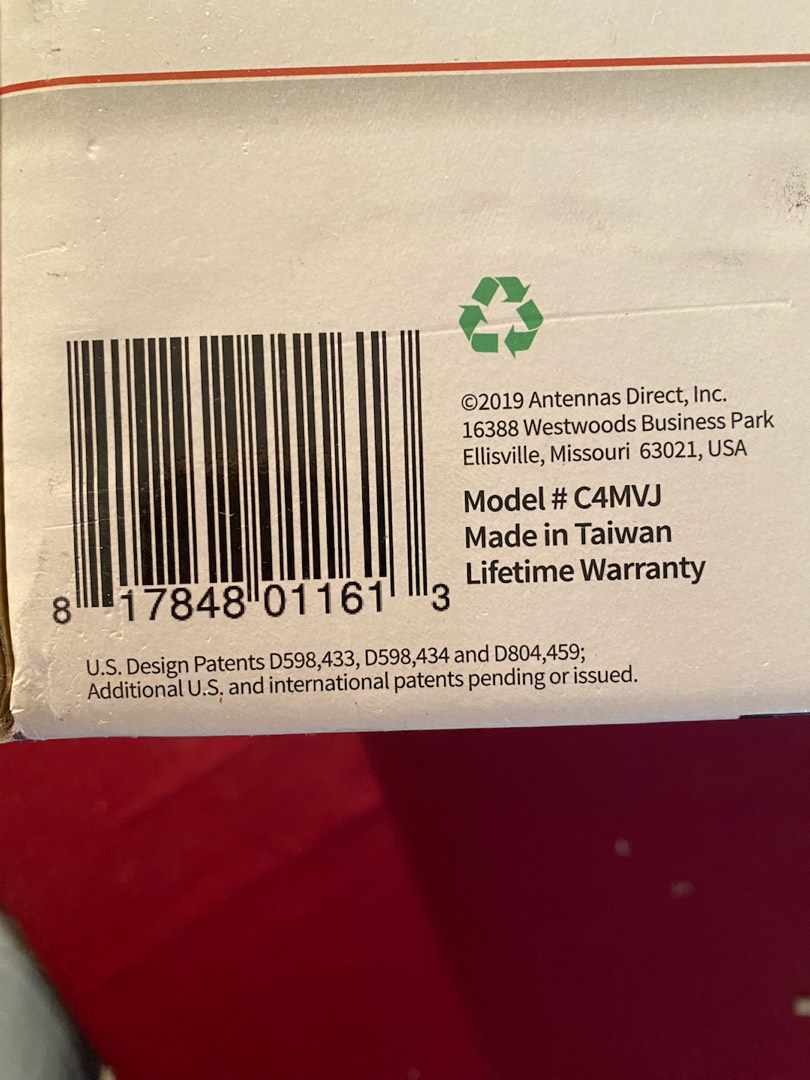 ©2019 Antennas Direct, Inc.
16388 Westwoods Business Park
Ellisville, Missouri 63021, USA
Model # C4MVJ
Made in Taiwan
Lifetime Warranty
8 17848 01161 3
U.S. Design Patents D598,433, D598,434 and D804,459;
Additional U.S. and international patents pending or issued.